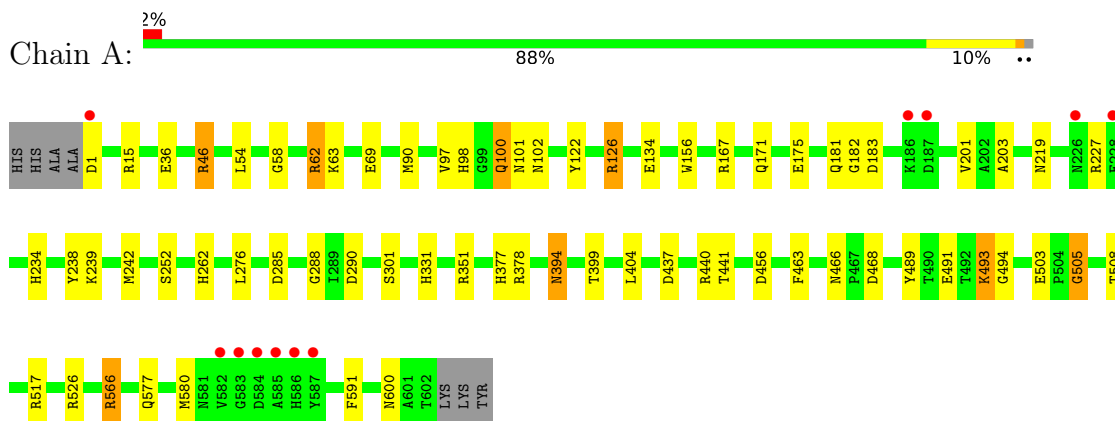 2%
Chain A:
88% 10% ••
HIS HIS ALA ALA D1 R15 E36 R46 L54 G58 R62 K63 E69 M90 V97 H98 G99 Q100 N101 N102 Y122 R126 E134 W156 R167 Q171 E175 Q181 G182 D183 K186 D187 V201 A202 A203 N219 N226 R227 E228
H234 Y238 K239 M242 S252 H262 L276 D285 G288 I289 D290 S301 H331 R351 H377 R378 N394 T399 L404 D437 R440 T441 D456 F463 N466 P467 D468 Y489 T490 E491 T492 K493 G494 E503 P504 G505 T508
R517 R526 R566 Q577 M580 N581 V582 G583 D584 A585 H586 Y587 F591 N600 A601 T602 LYS LYS TYR